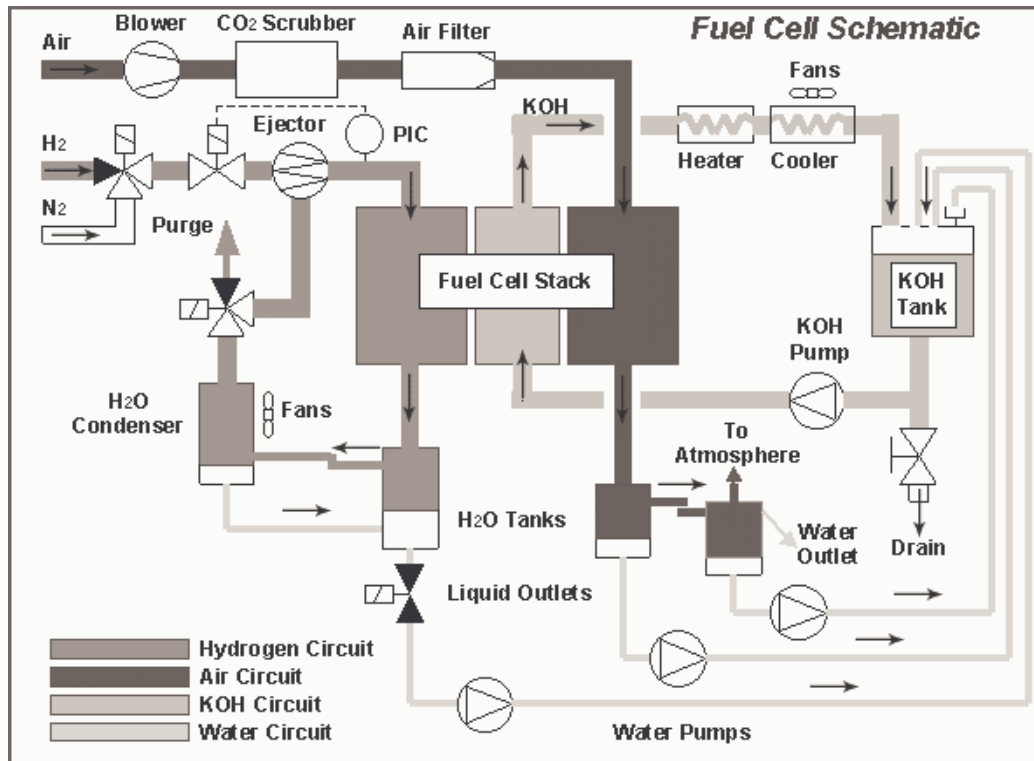 Fuel Cell Schematic
Blower
CO2 Scrubber
Air Filter
Air
Fans
KOH
H2
Ejector
PIC
Heater
Cooler
N2
Purge
Fuel Cell Stack
KOH
Tank
KOH
Pump
H2O
Condenser
Fans
To
Atmosphere
H2O Tanks
Water
Outlet
Drain
Liquid Outlets
Hydrogen Circuit
Air Circuit
KOH Circuit
Water Circuit
Water Pumps